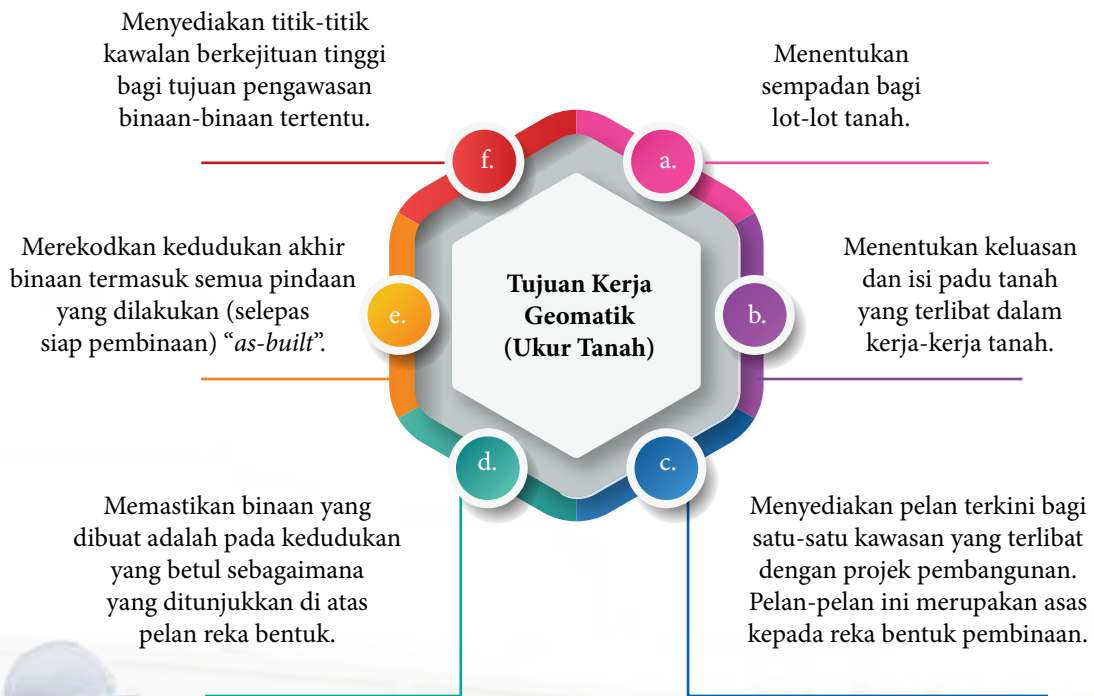 Tujuan Kerja
Geomatik
(Ukur Tanah)
a.
Menentukan
sempadan bagi
lot-lot tanah.
b.
Menentukan keluasan
dan isi padu tanah
yang terlibat dalam
kerja-kerja tanah.
c.
Menyediakan pelan terkini bagi
satu-satu kawasan yang terlibat
dengan projek pembangunan.
Pelan-pelan ini merupakan asas
kepada reka bentuk pembinaan.
d.
Memastikan binaan yang
dibuat adalah pada kedudukan
yang betul sebagaimana
yang ditunjukkan di atas
pelan reka bentuk.
e.
Merekodkan kedudukan akhir
binaan termasuk semua pindaan
yang dilakukan (selepas
siap pembinaan) “as-built”.
f.
Menyediakan titik-titik
kawalan berkejituan tinggi
bagi tujuan pengawasan
binaan-binaan tertentu.